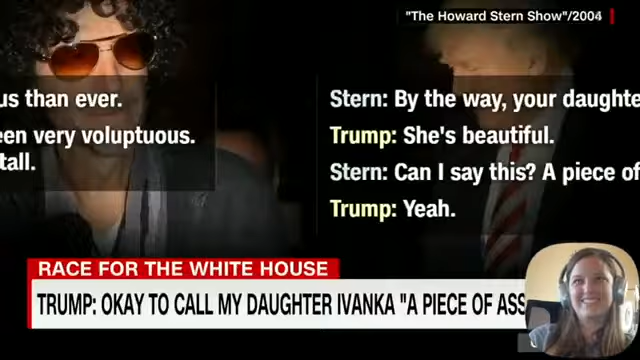 "The Howard Stern Show"/2004
us than ever.
een very voluptuous.
tall.
Stern: By the way, your daughte
Trump: She's beautiful.
Stern: Can I say this? A piece of
Trump: Yeah.
RACE FOR THE WHITE HOUSE
TRUMP: OKAY TO CALL MY DAUGHTER IVANKA "A PIECE OF ASS